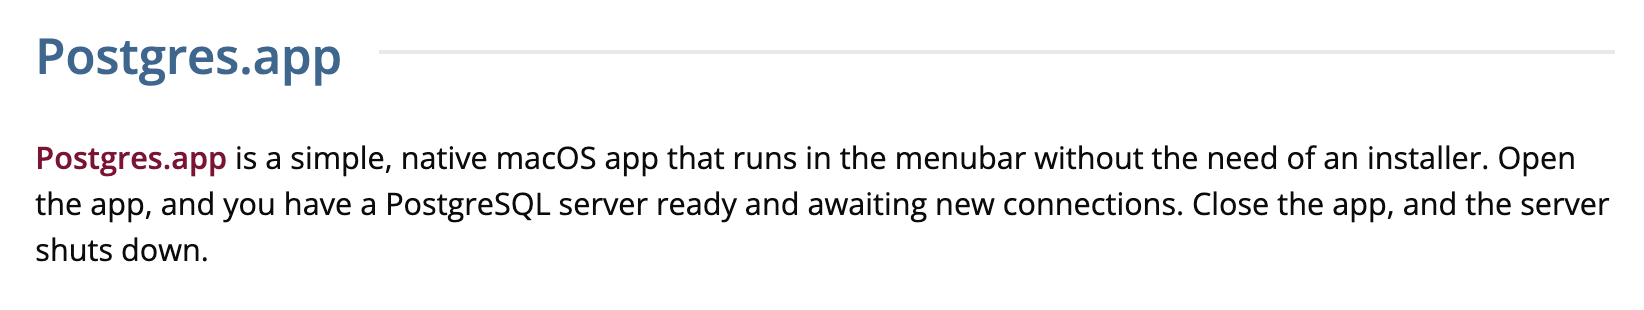 Postgres.app
Postgres.app is a simple, native macOS app that runs in the menubar without the need of an installer. Open
the app, and you have a PostgreSQL server ready and awaiting new connections. Close the app, and the server
shuts down.